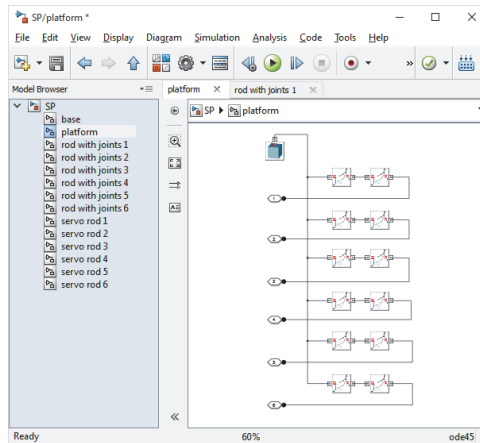 SP/platform *
File Edit View Display Diagram Simulation Analysis Code Tools Help
»
Model Browser
platform
rod with joints 1
SP
SP platform
base
platform
rod with joints 1
rod with joints 2
rod with joints 3
rod with joints 4
rod with joints 5
rod with joints 6
servo rod 1
servo rod 2
servo rod 3
servo rod 4
servo rod 5
servo rod 6
1
2
3
4
5
6
Ready 60% ode45